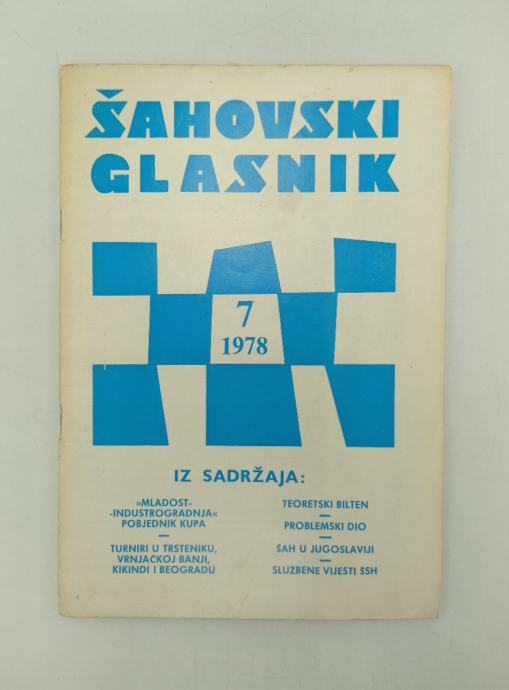 ŠAHOVSKI
GLASNIK
7
1978
IZ SADRŽAJA:
»MLADOST-
-INDUSTROGRADNJA«
POBJEDNIK KUPA
TURNIRI U TRSTENIKU,
VRNJAČKOJ BANJI,
KIKINDI I BEOGRADU
TEORETSKI BILTEN
PROBLEMSKI DIO
ŠAH U JUGOSLAVIJI
SLUŽBENE VIJESTI ŠSH